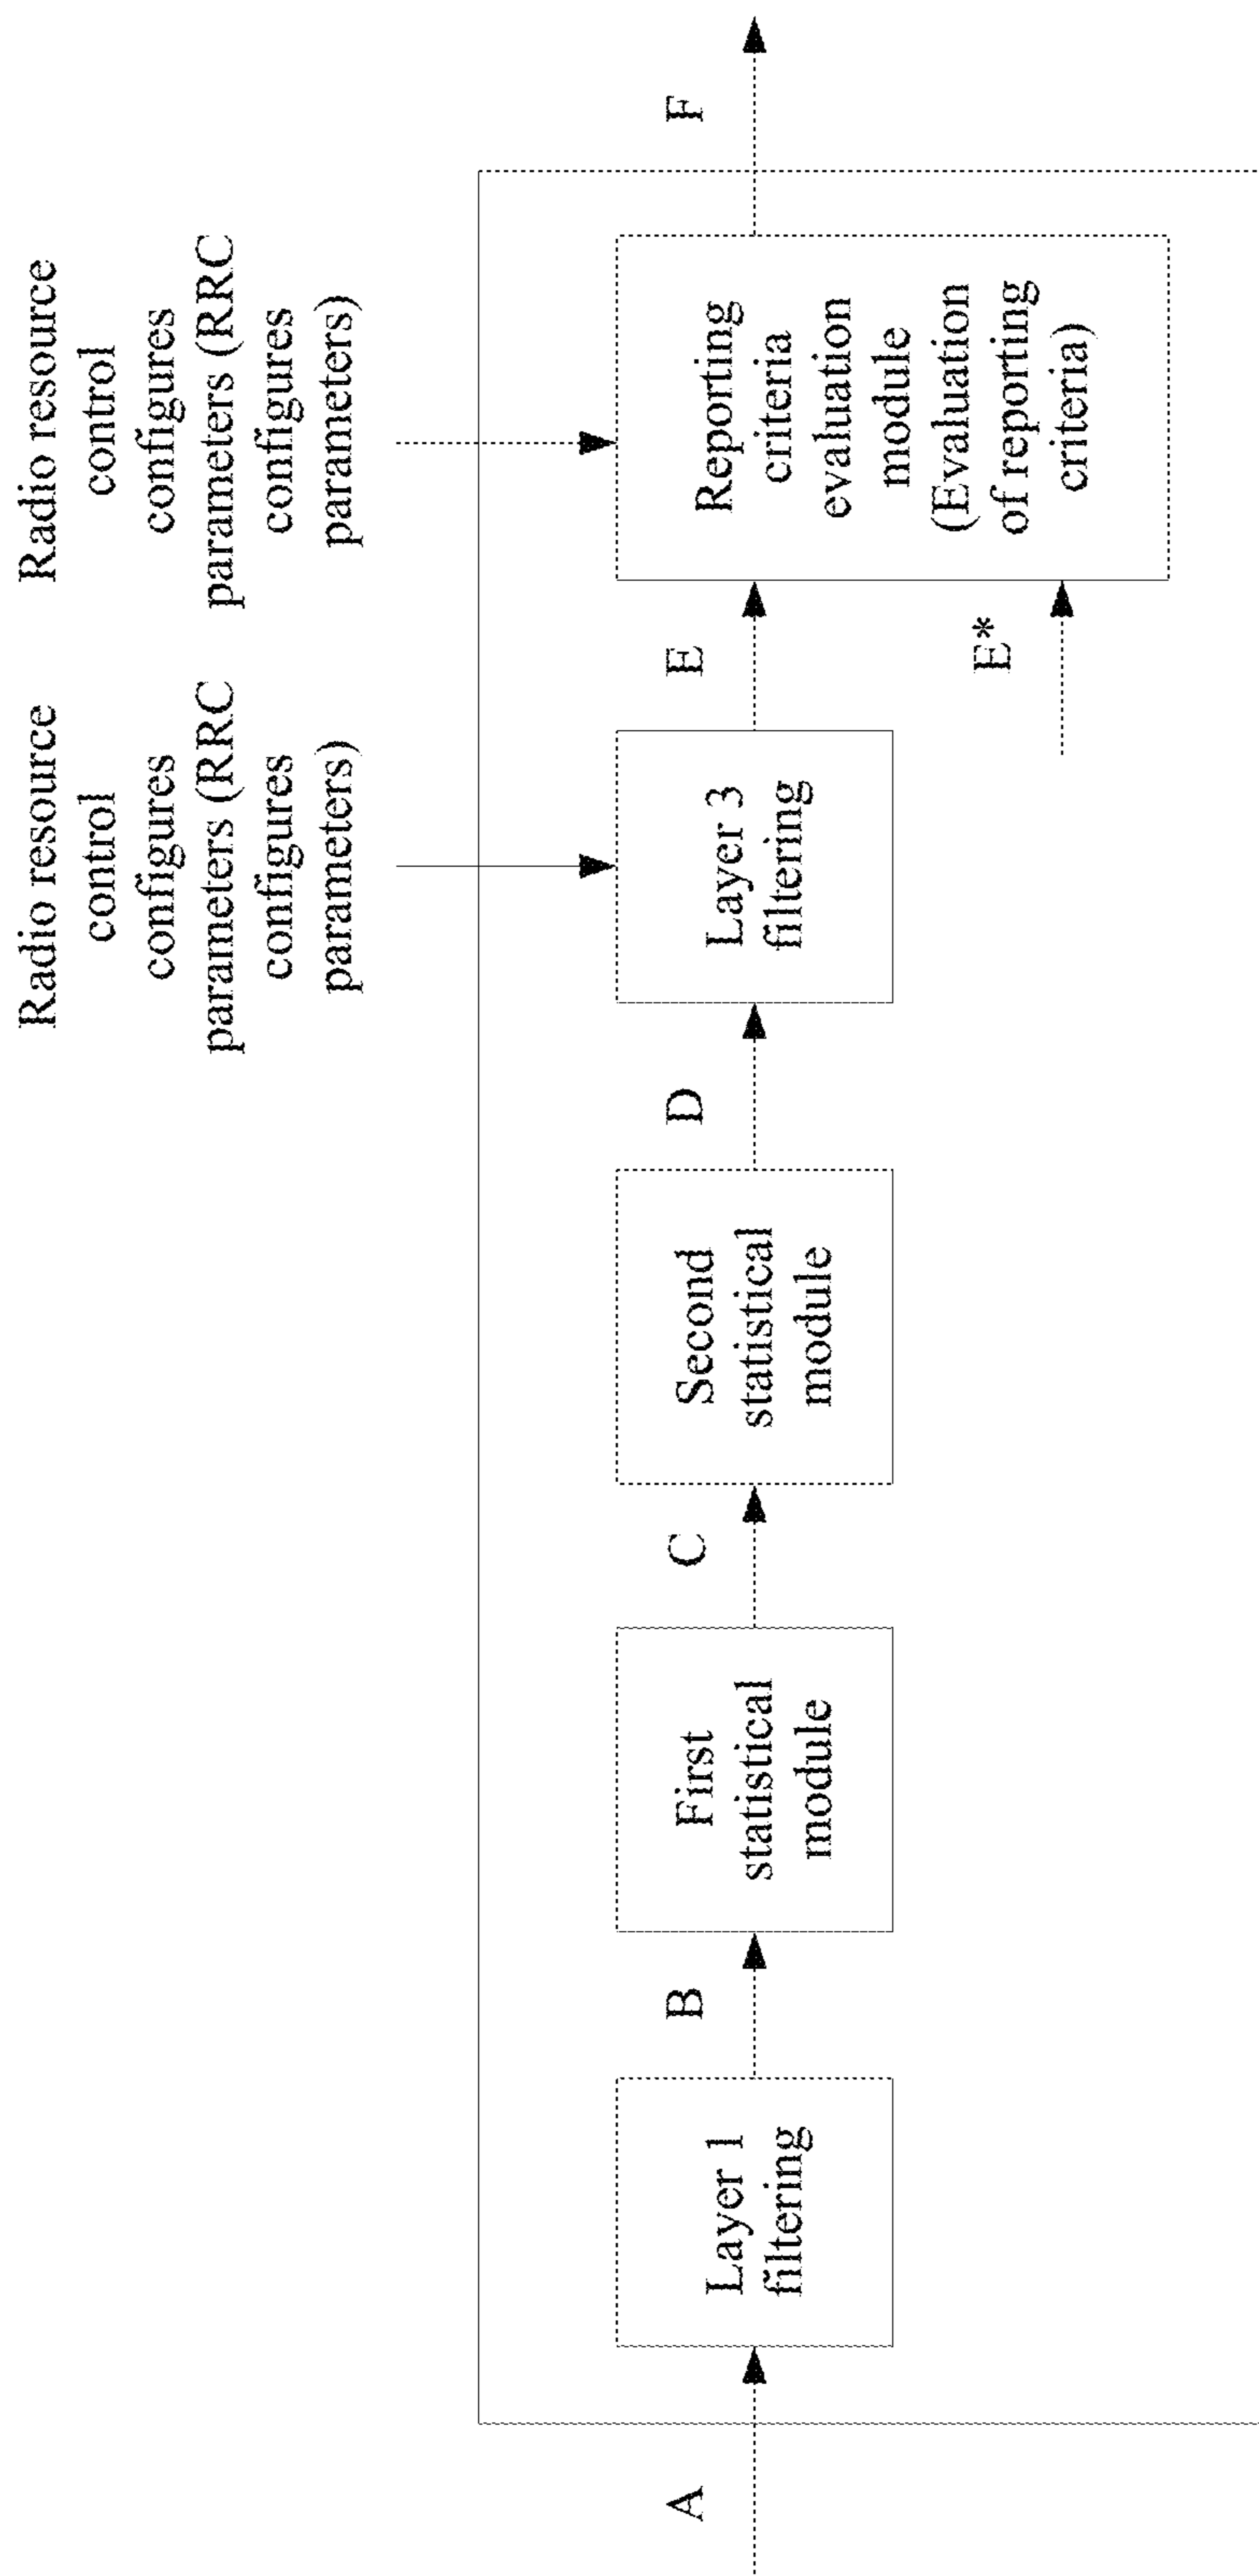 Radio resource
control
configures
parameters (RRC
configures
parameters)
Radio resource
control
configures
parameters (RRC
configures
parameters)
A
Layer 1
filtering
B
First
statistical
module
C
Second
statistical
module
D
Layer 3
filtering
E
E*
Reporting
criteria
evaluation
module
(Evaluation
of reporting
criteria)
F